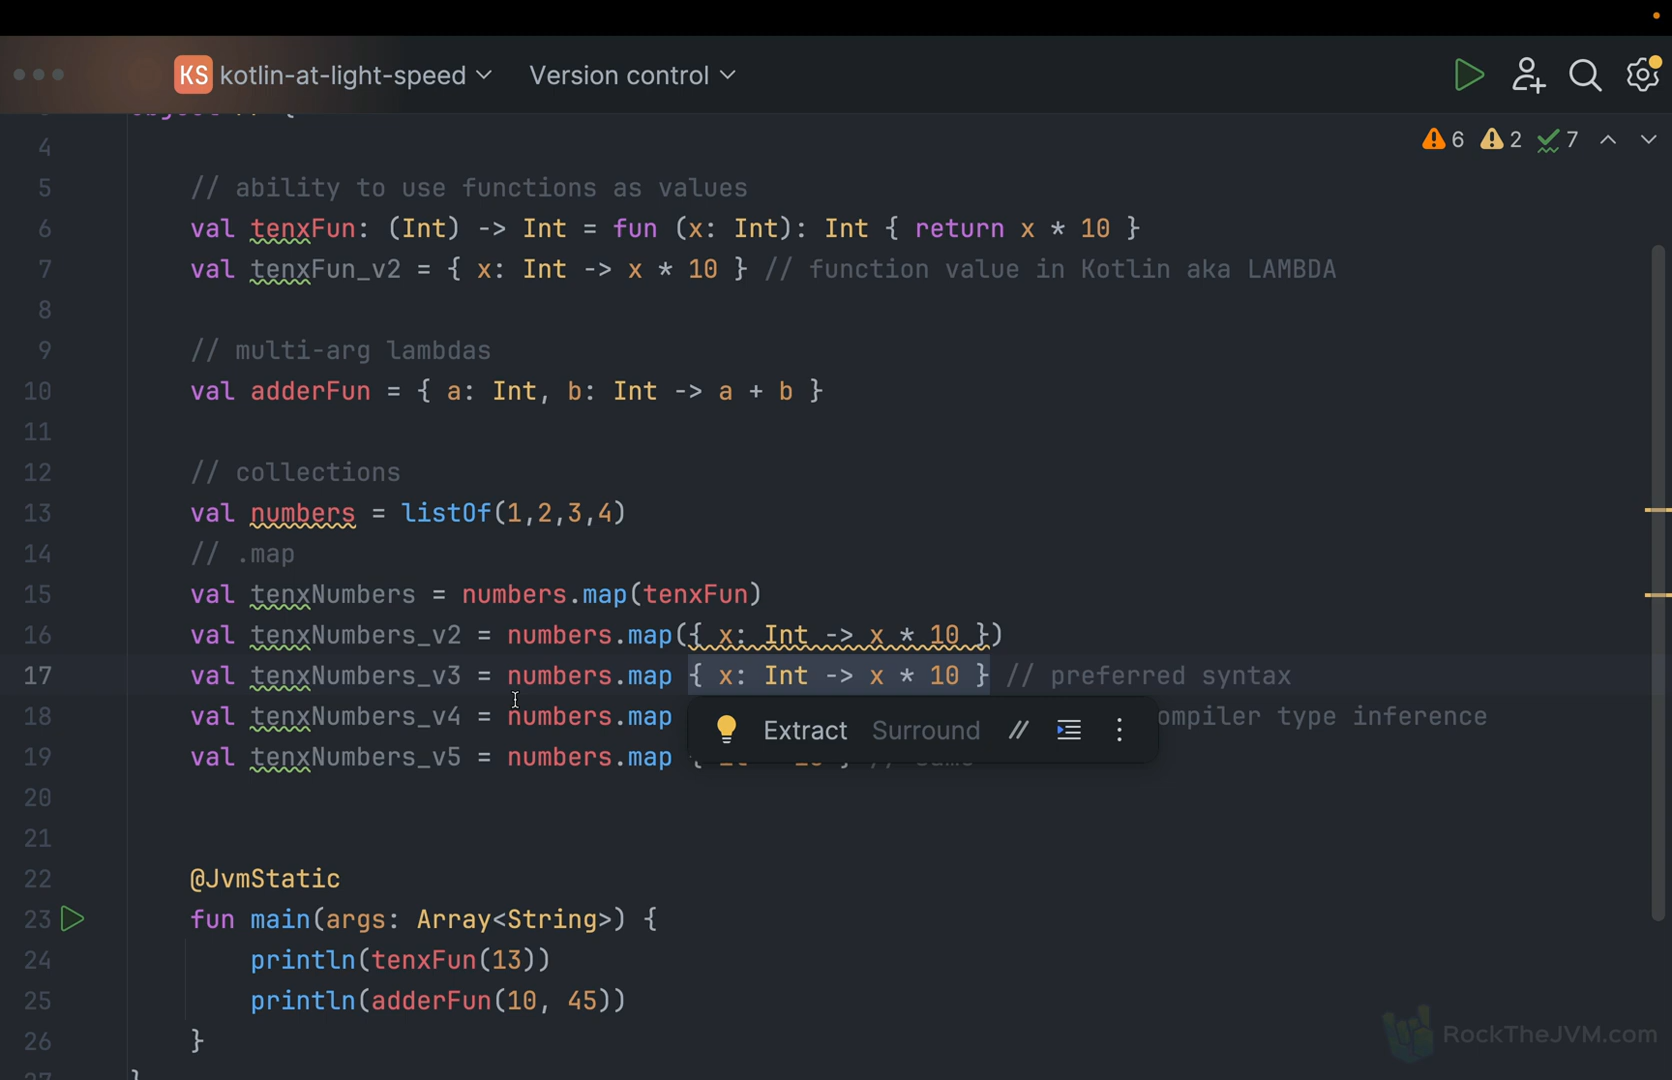 KS kotlin-at-light-speed Version control
6 2 7
4
5 // ability to use functions as values
6 val tenxFun: (Int) -> Int = fun (x: Int): Int { return x * 10 }
7 val tenxFun_v2 = { x: Int -> x * 10 } // function value in Kotlin aka LAMBDA
8
9 // multi-arg lambdas
10 val adderFun = { a: Int, b: Int -> a + b }
11
12 // collections
13 val numbers = listOf(1,2,3,4)
14 // .map
15 val tenxNumbers = numbers.map(tenxFun)
16 val tenxNumbers_v2 = numbers.map({ x: Int -> x * 10 })
17 val tenxNumbers_v3 = numbers.map { x: Int -> x * 10 } // preferred syntax
18 val tenxNumbers_v4 = numbers.map ompiler type inference
Extract Surround //
19 val tenxNumbers_v5 = numbers.map
20
21
22 @JvmStatic
23 fun main(args: Array<String>) {
24 println(tenxFun(13))
25 println(adderFun(10, 45))
26 }
RockTheJVM.com